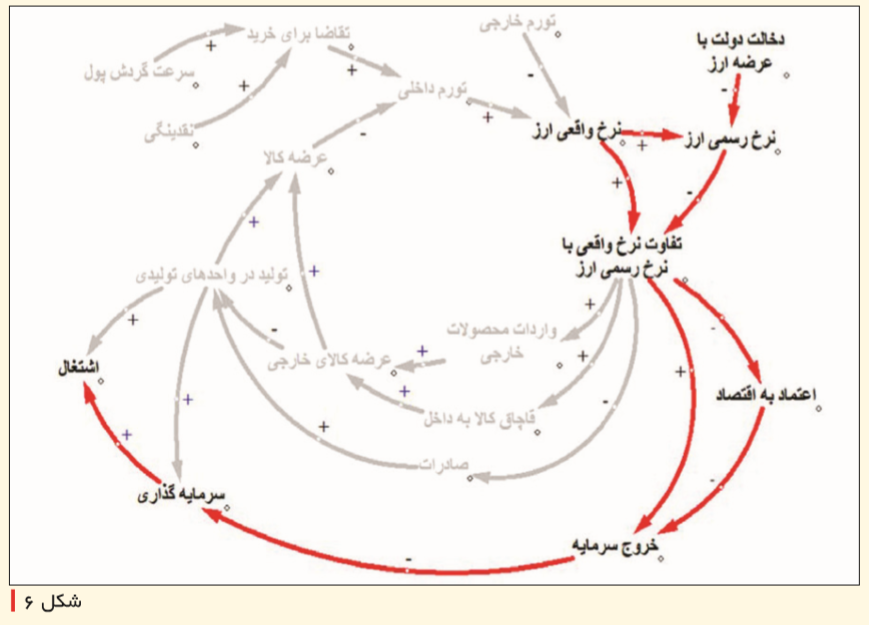 تورم خارجی
تقاضا برای خرید
دخالت دولت با
عرضه ارز
سرعت گردش پول
تورم داخلی
نقدینگی
نرخ واقعی ارز
نرخ رسمی ارز
عرضه کالا
تفاوت نرخ واقعی با
نرخ رسمی ارز
تولید در واحدهای تولیدی
واردات محصولات
خارجی
عرضه کالای خارجی
اشتغال
اعتماد به اقتصاد
قاچاق کالا به داخل
صادرات
سرمایه گذاری
خروج سرمایه
شکل ۶